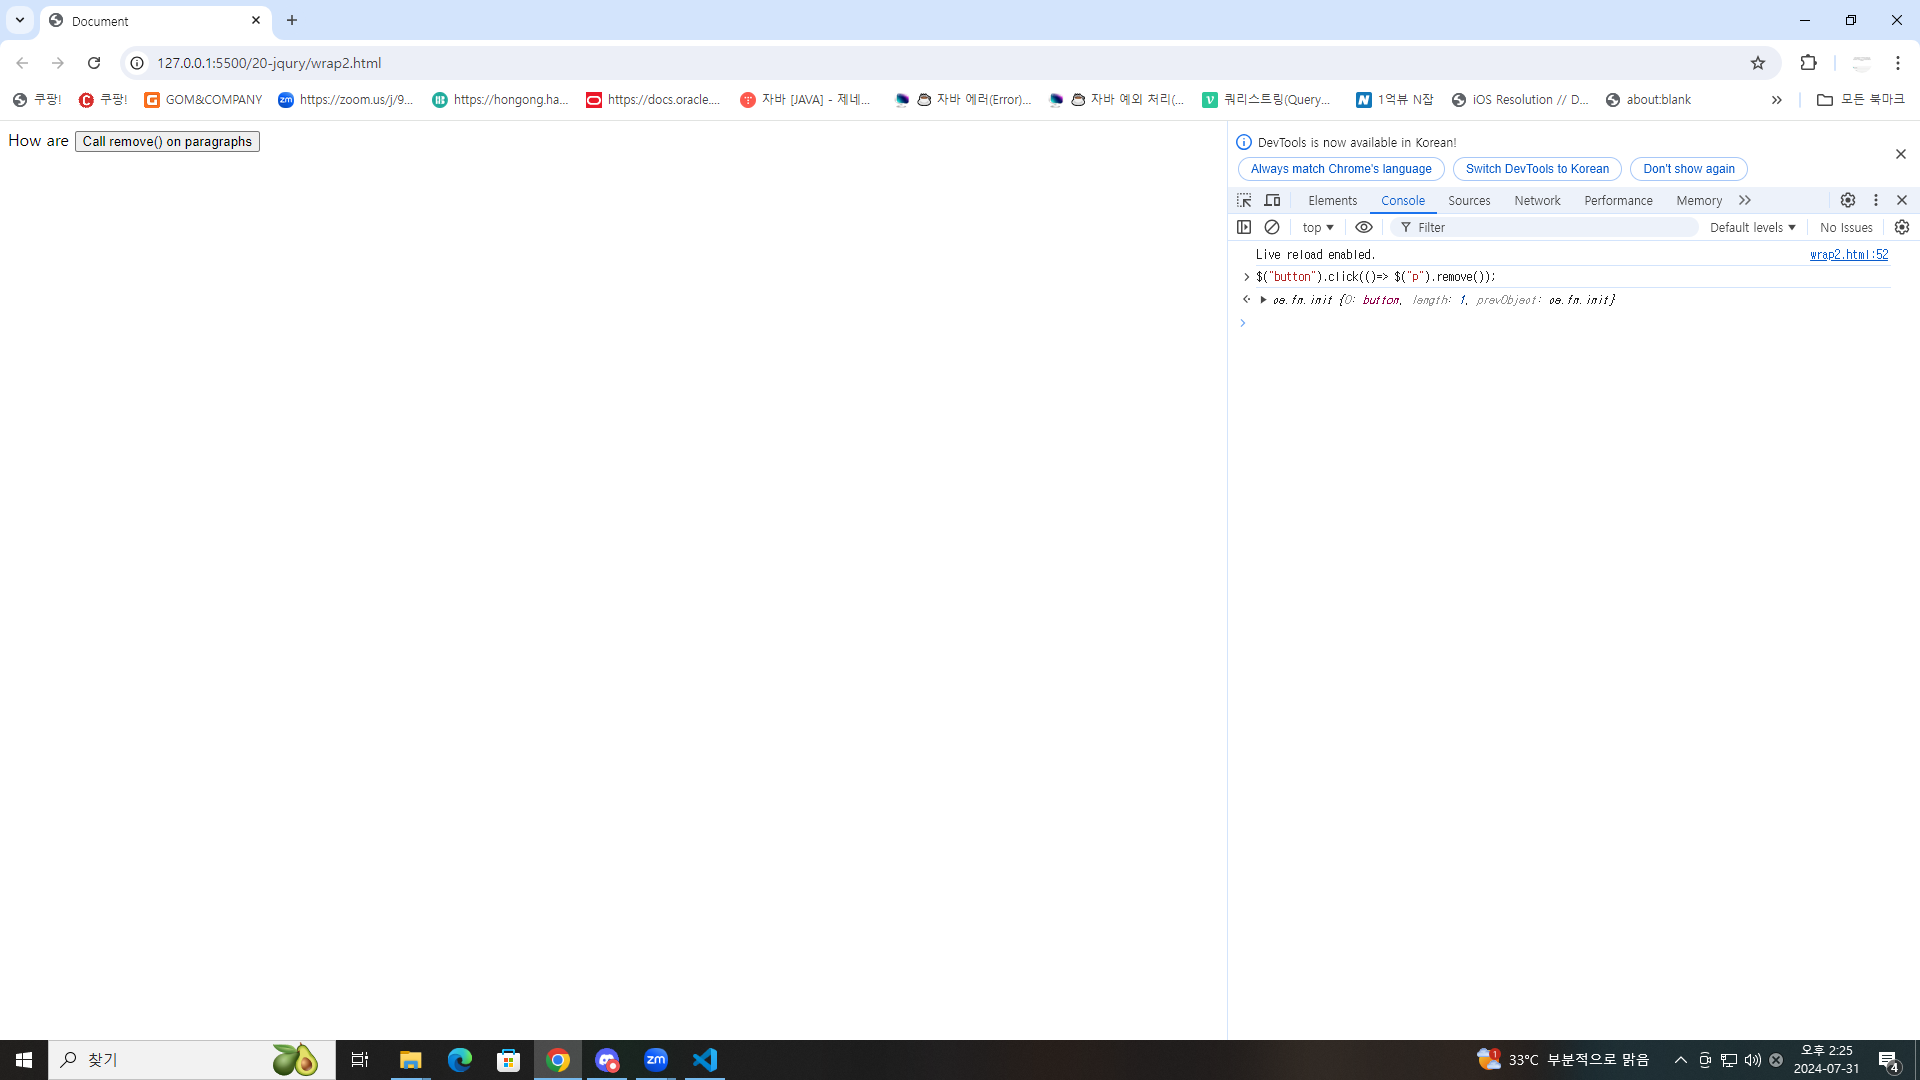 Document
127.0.0.1:5500/20-jqury/wrap2.html
쿠팡! 쿠팡! GOM&COMPANY https://zoom.us/j/9... https://hongong.ha... https://docs.oracle.... 자바 [JAVA] - 제네... 자바 에러(Error)... 자바 예외 처리(... 쿼리스트링(Query... 1억뷰 N잡 iOS Resolution // D... about:blank 모든 북마크
How are Call remove() on paragraphs
DevTools is now available in Korean!
Always match Chrome's language Switch DevTools to Korean Don't show again
Elements Console Sources Network Performance Memory
top Filter Default levels No Issues
Live reload enabled. wrap2.html:52
$("button").click(()=> $("p").remove());
oe.fn.init {0: button, length: 1, prevObject: oe.fn.init}
찾기
33°C 부분적으로 맑음
오후 2:25
2024-07-31
4